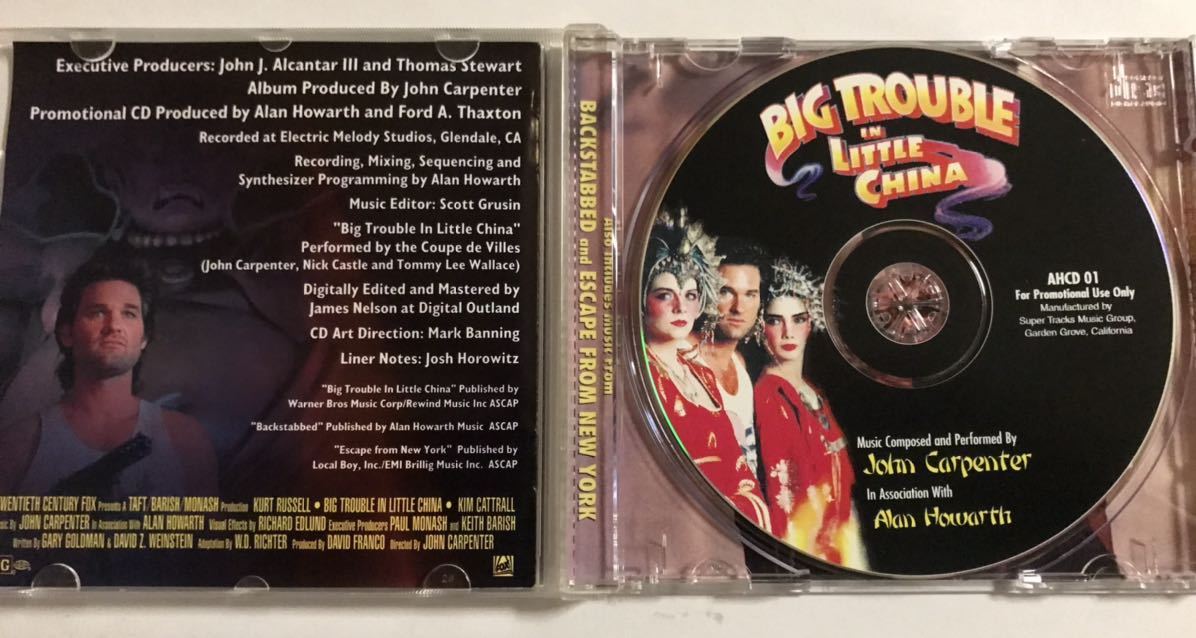 Executive Producers: John J. Alcantar III and Thomas Stewart
Album Produced By John Carpenter
Promotional CD Produced by Alan Howarth and Ford A. Thaxton
Recorded at Electric Melody Studios, Glendale, CA
Recording, Mixing, Sequencing and
Synthesizer Programming by Alan Howarth
Music Editor: Scott Grusin
"Big Trouble In Little China"
Performed by the Coupe de Villes
(John Carpenter, Nick Castle and Tommy Lee Wallace)
Digitally Edited and Mastered by
James Nelson at Digital Outland
CD Art Direction: Mark Banning
Liner Notes: Josh Horowitz
"Big Trouble In Little China" Published by
Warner Bros Music Corp/Rewind Music Inc ASCAP
"Backstabbed" Published by Alan Howarth Music ASCAP
"Escape from New York" Published by
Local Boy, Inc./EMI Brillig Music Inc. ASCAP
WENTIETH CENTURY FOX Presents A TAFT/BARISH/MONASH Production KURT RUSSELL • BIG TROUBLE IN LITTLE CHINA • KIM CATTRALL
sic By JOHN CARPENTER In Association With ALAN HOWARTH Visual Effects by RICHARD EDLUND Executive Producers PAUL MONASH and KEITH BARISH
Written By GARY GOLDMAN & DAVID Z. WEINSTEIN Adaptation By W.D. RICHTER Produced By DAVID FRANCO Directed By JOHN CARPENTER
G
FOX
Also Includes Music From
BACKSTABBED and ESCAPE FROM NEW YORK
BIG TROUBLE
IN
LITTLE
CHINA
AHCD 01
For Promotional Use Only
Manufactured by
Super Tracks Music Group,
Garden Grove, California
Music Composed and Performed By
John Carpenter
In Association With
Alan Howarth